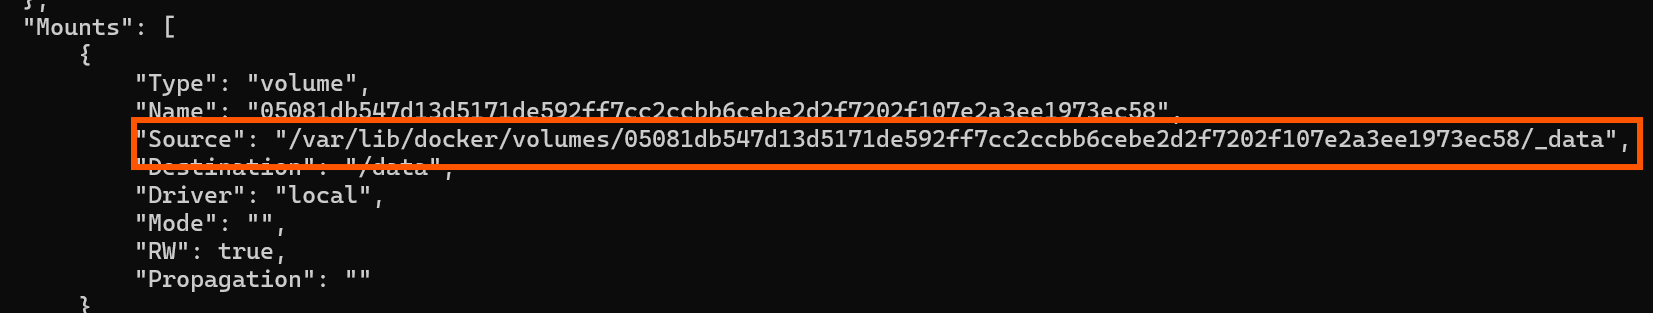 },
"Mounts": [
{
"Type": "volume",
"Name": "05081db547d13d5171de592ff7cc2ccbb6cebe2d2f7202f107e2a3ee1973ec58",
"Source": "/var/lib/docker/volumes/05081db547d13d5171de592ff7cc2ccbb6cebe2d2f7202f107e2a3ee1973ec58/_data",
"Destination": "/data",
"Driver": "local",
"Mode": "",
"RW": true,
"Propagation": ""
}